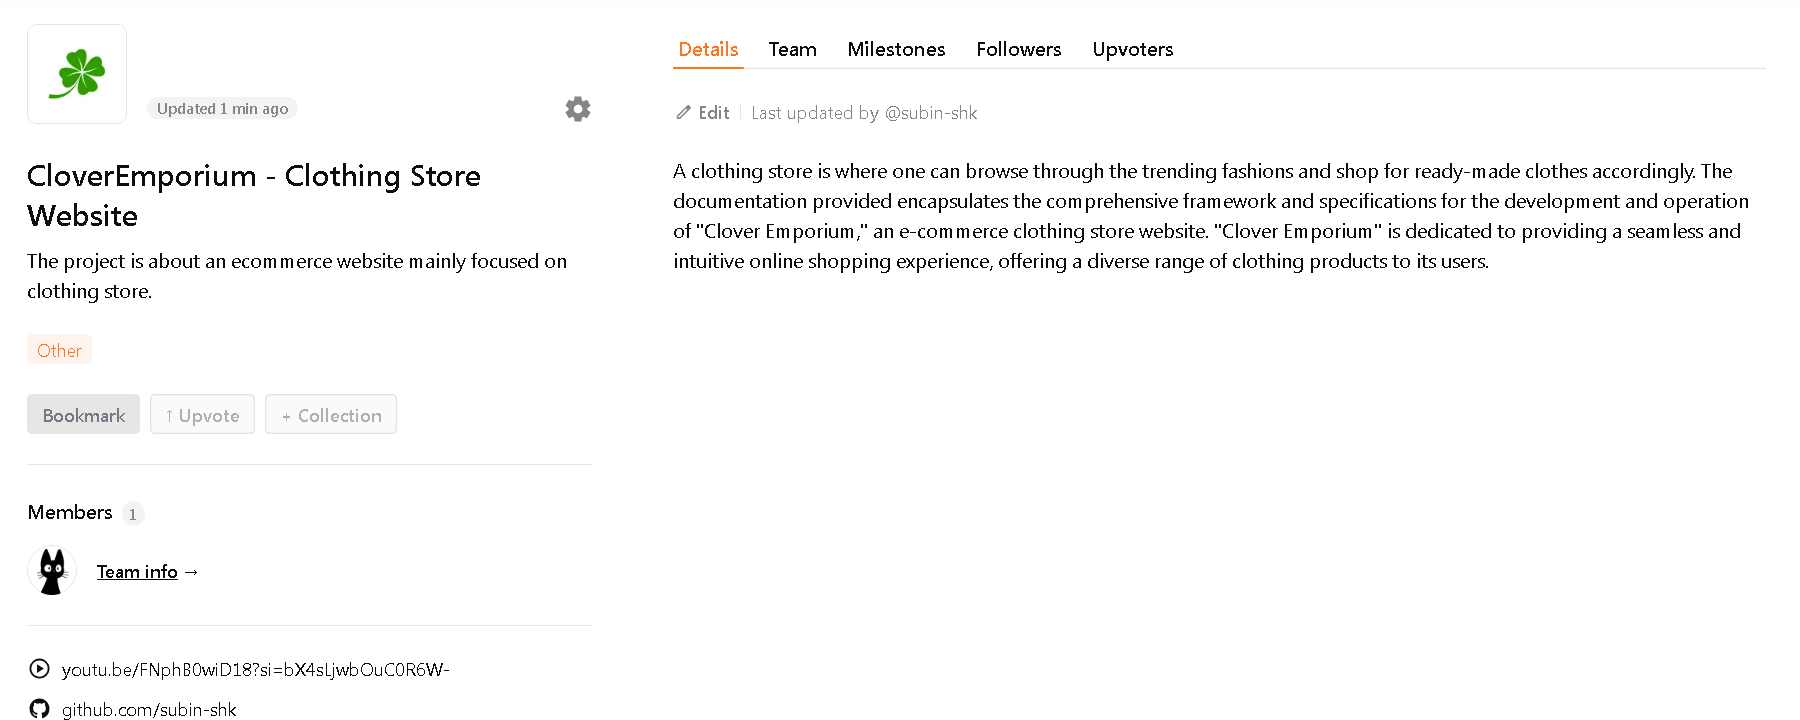 Updated 1 min ago
CloverEmporium - Clothing Store
Website
The project is about an ecommerce website mainly focused on
clothing store.
Other
Bookmark
↑ Upvote
+ Collection
Members 1
Team info →
youtu.be/FNphB0wiD18?si=bX4sLjwbOuC0R6W-
github.com/subin-shk
Details Team Milestones Followers Upvoters
Edit Last updated by @subin-shk
A clothing store is where one can browse through the trending fashions and shop for ready-made clothes accordingly. The
documentation provided encapsulates the comprehensive framework and specifications for the development and operation
of "Clover Emporium," an e-commerce clothing store website. "Clover Emporium" is dedicated to providing a seamless and
intuitive online shopping experience, offering a diverse range of clothing products to its users.